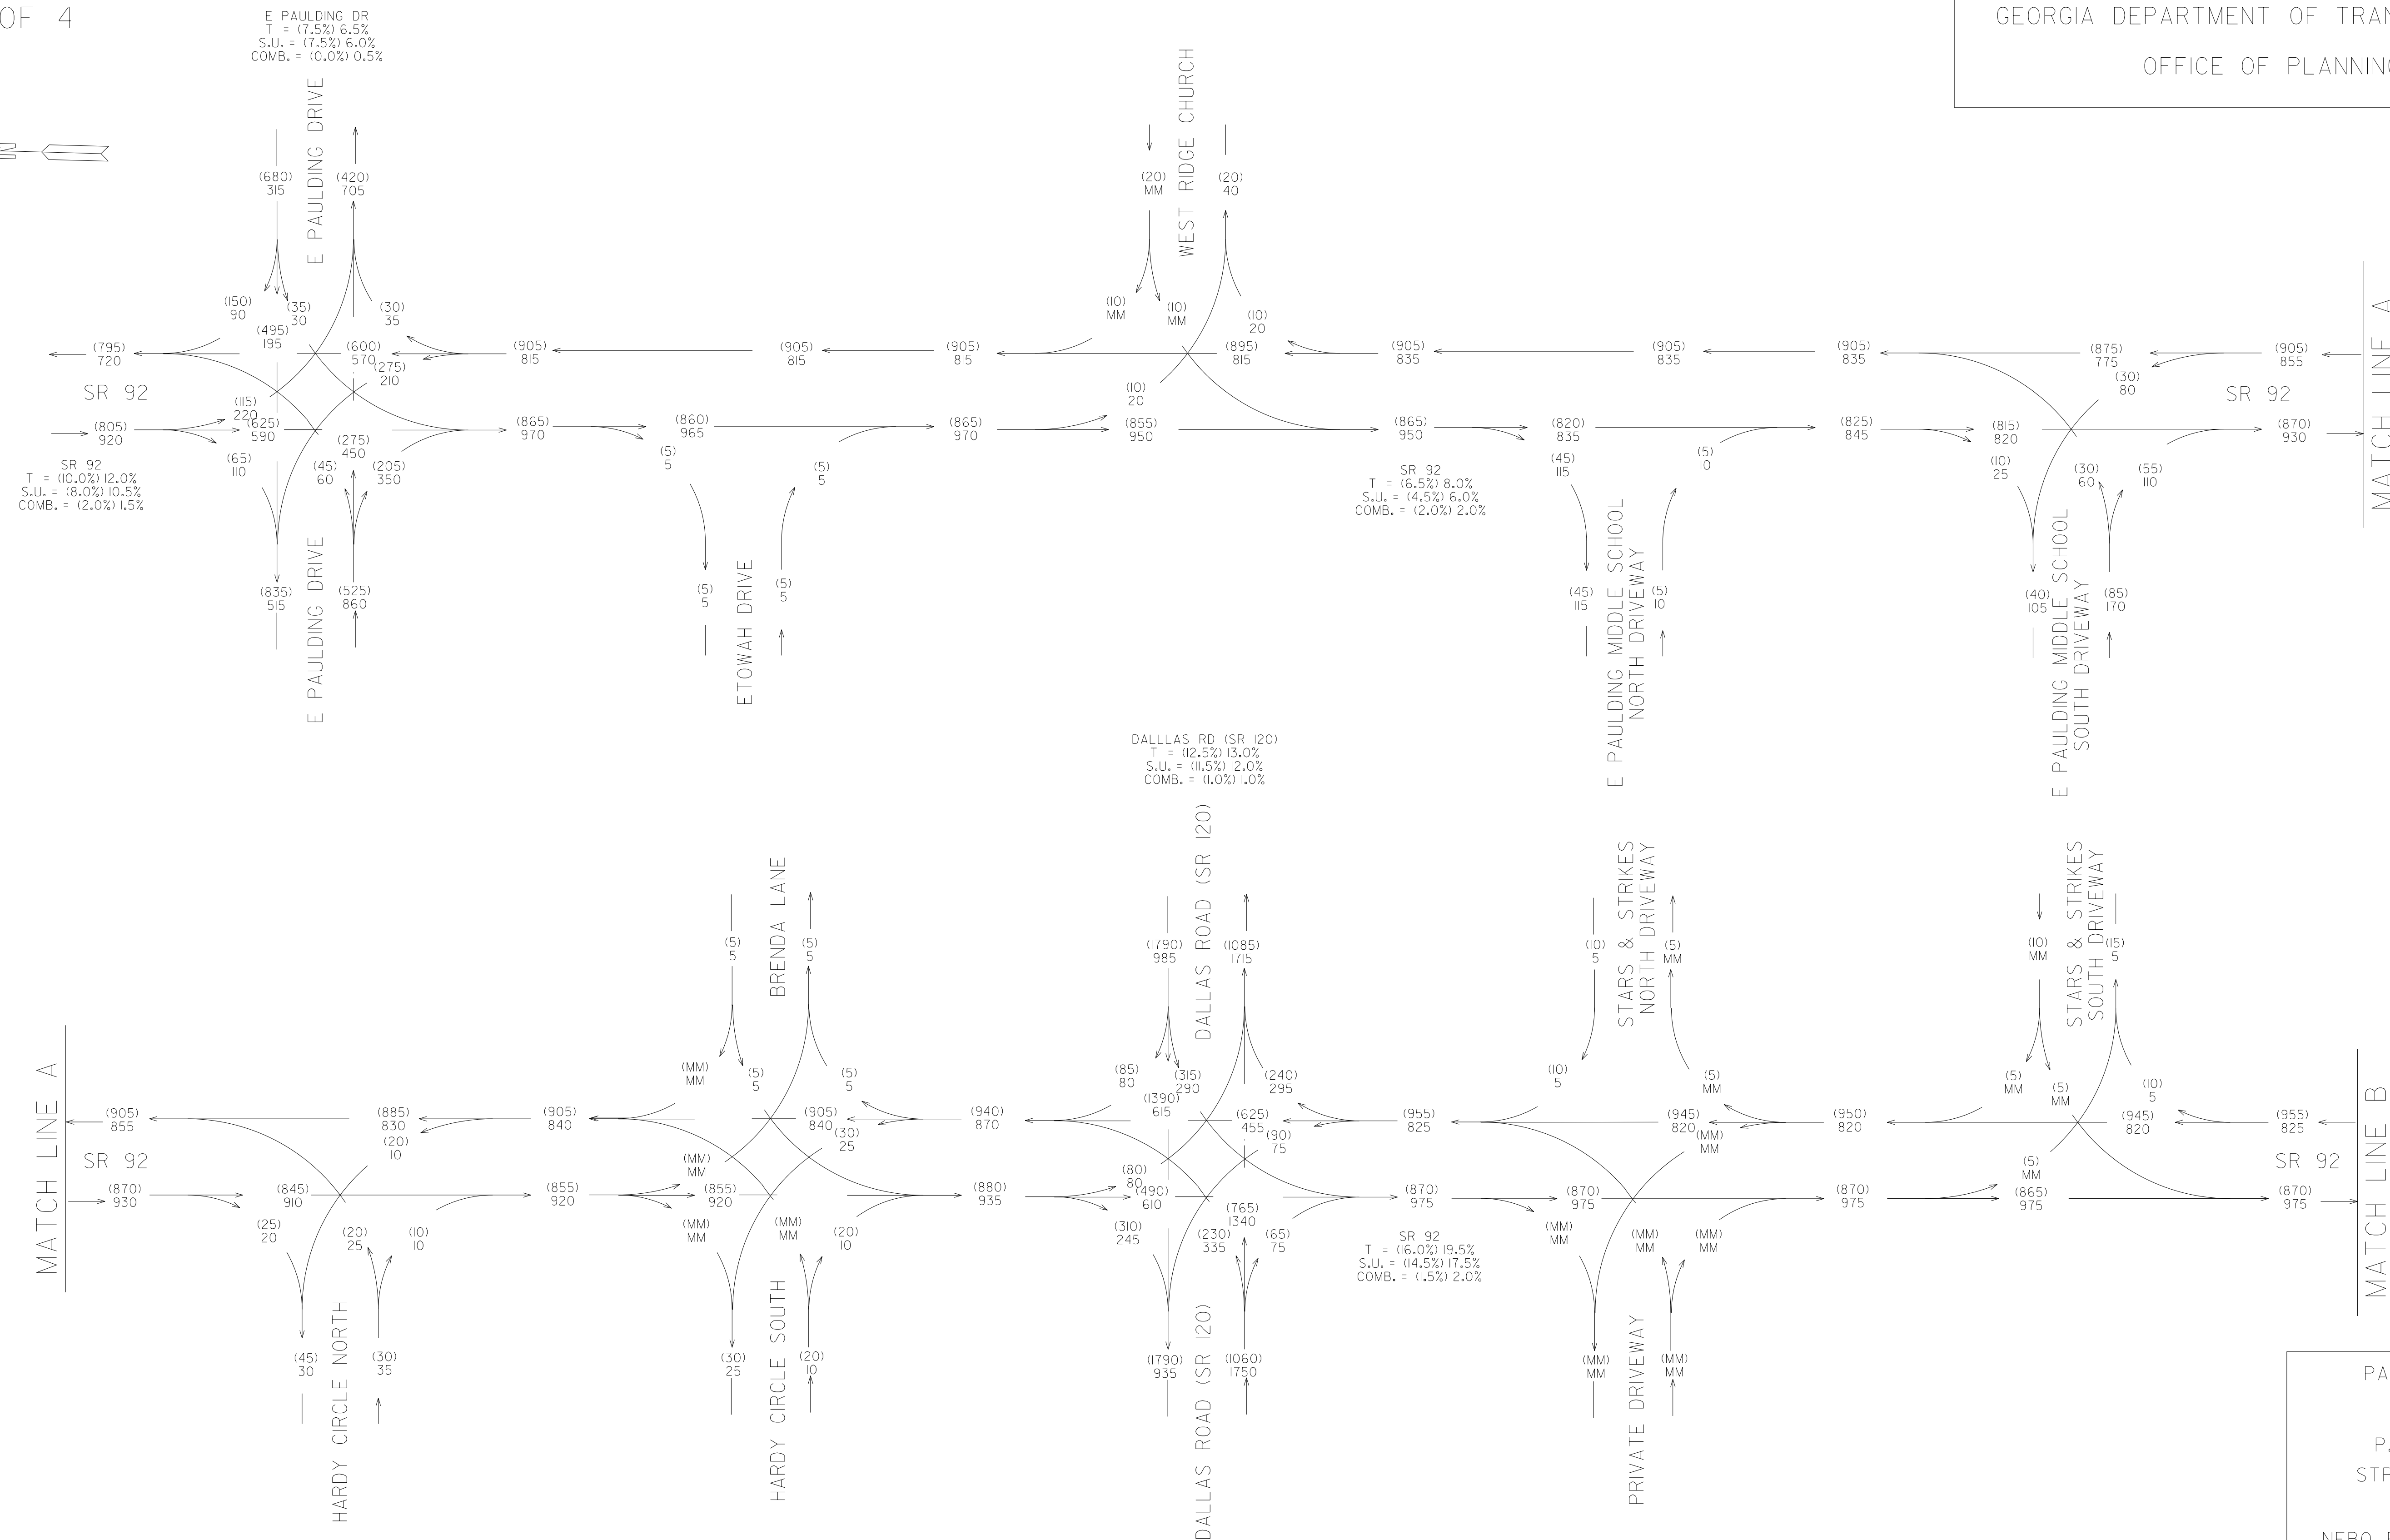 OF 4
GEORGIA DEPARTMENT OF TRAN
OFFICE OF PLANNING
N
E PAULDING DR
T = (7.5%) 6.5%
S.U. = (7.5%) 6.0%
COMB. = (0.0%) 0.5%
E PAULDING DRIVE
(680)
315
(420)
705
(150)
90
(35)
30
(495)
195
(30)
35
(600)
570
(275)
210
(795)
720
SR 92
(805)
920
(115)
220
(625)
590
(65)
110
(275)
450
(45)
60
(205)
350
SR 92
T = (10.0%) 12.0%
S.U. = (8.0%) 10.5%
COMB. = (2.0%) 1.5%
(835)
515
(525)
860
E PAULDING DRIVE
(905)
815
(865)
970
(905)
815
(860)
965
(5)
5
(5)
5
(5)
5
(5)
5
ETOWAH DRIVE
(905)
815
(865)
970
WEST RIDGE CHURCH
(20)
MM
(20)
40
(10)
MM
(10)
MM
(10)
20
(895)
815
(10)
20
(855)
950
(905)
835
(865)
950
SR 92
T = (6.5%) 8.0%
S.U. = (4.5%) 6.0%
COMB. = (2.0%) 2.0%
(905)
835
(820)
835
(45)
115
(5)
10
(45)
115
(5)
10
E PAULDING MIDDLE SCHOOL
NORTH DRIVEWAY
(905)
835
(825)
845
(875)
775
(30)
80
(815)
820
(10)
25
(30)
60
(55)
110
(40)
105
(85)
170
E PAULDING MIDDLE SCHOOL
SOUTH DRIVEWAY
(905)
855
SR 92
(870)
930
MATCH LINE A
MATCH LINE A
(905)
855
SR 92
(870)
930
(885)
830
(20)
10
(845)
910
(25)
20
(20)
25
(10)
10
(45)
30
(30)
35
HARDY CIRCLE NORTH
(905)
840
(855)
920
BRENDA LANE
(5)
5
(5)
5
(MM)
MM
(5)
5
(5)
5
(905)
840
(30)
25
(MM)
MM
(855)
920
(MM)
MM
(MM)
MM
(20)
10
(30)
25
(20)
10
HARDY CIRCLE SOUTH
(940)
870
(880)
935
DALLLAS RD (SR 120)
T = (12.5%) 13.0%
S.U. = (11.5%) 12.0%
COMB. = (1.0%) 1.0%
DALLAS ROAD (SR 120)
(1790)
985
(1085)
1715
(85)
80
(315)
290
(1390)
615
(240)
295
(625)
455
(90)
75
(80)
80
(490)
610
(310)
245
(765)
1340
(230)
335
(65)
75
(1790)
935
(1060)
1750
DALLAS ROAD (SR 120)
(955)
825
(870)
975
SR 92
T = (16.0%) 19.5%
S.U. = (14.5%) 17.5%
COMB. = (1.5%) 2.0%
STARS & STRIKES
NORTH DRIVEWAY
(10)
5
(5)
MM
(10)
5
(5)
MM
(945)
820
(MM)
MM
(870)
975
(MM)
MM
(MM)
MM
(MM)
MM
(MM)
MM
(MM)
MM
PRIVATE DRIVEWAY
(950)
820
(870)
975
STARS & STRIKES
SOUTH DRIVEWAY
(10)
MM
(15)
5
(5)
MM
(5)
MM
(10)
5
(945)
820
(5)
MM
(865)
975
(955)
825
SR 92
(870)
975
MATCH LINE B
PA